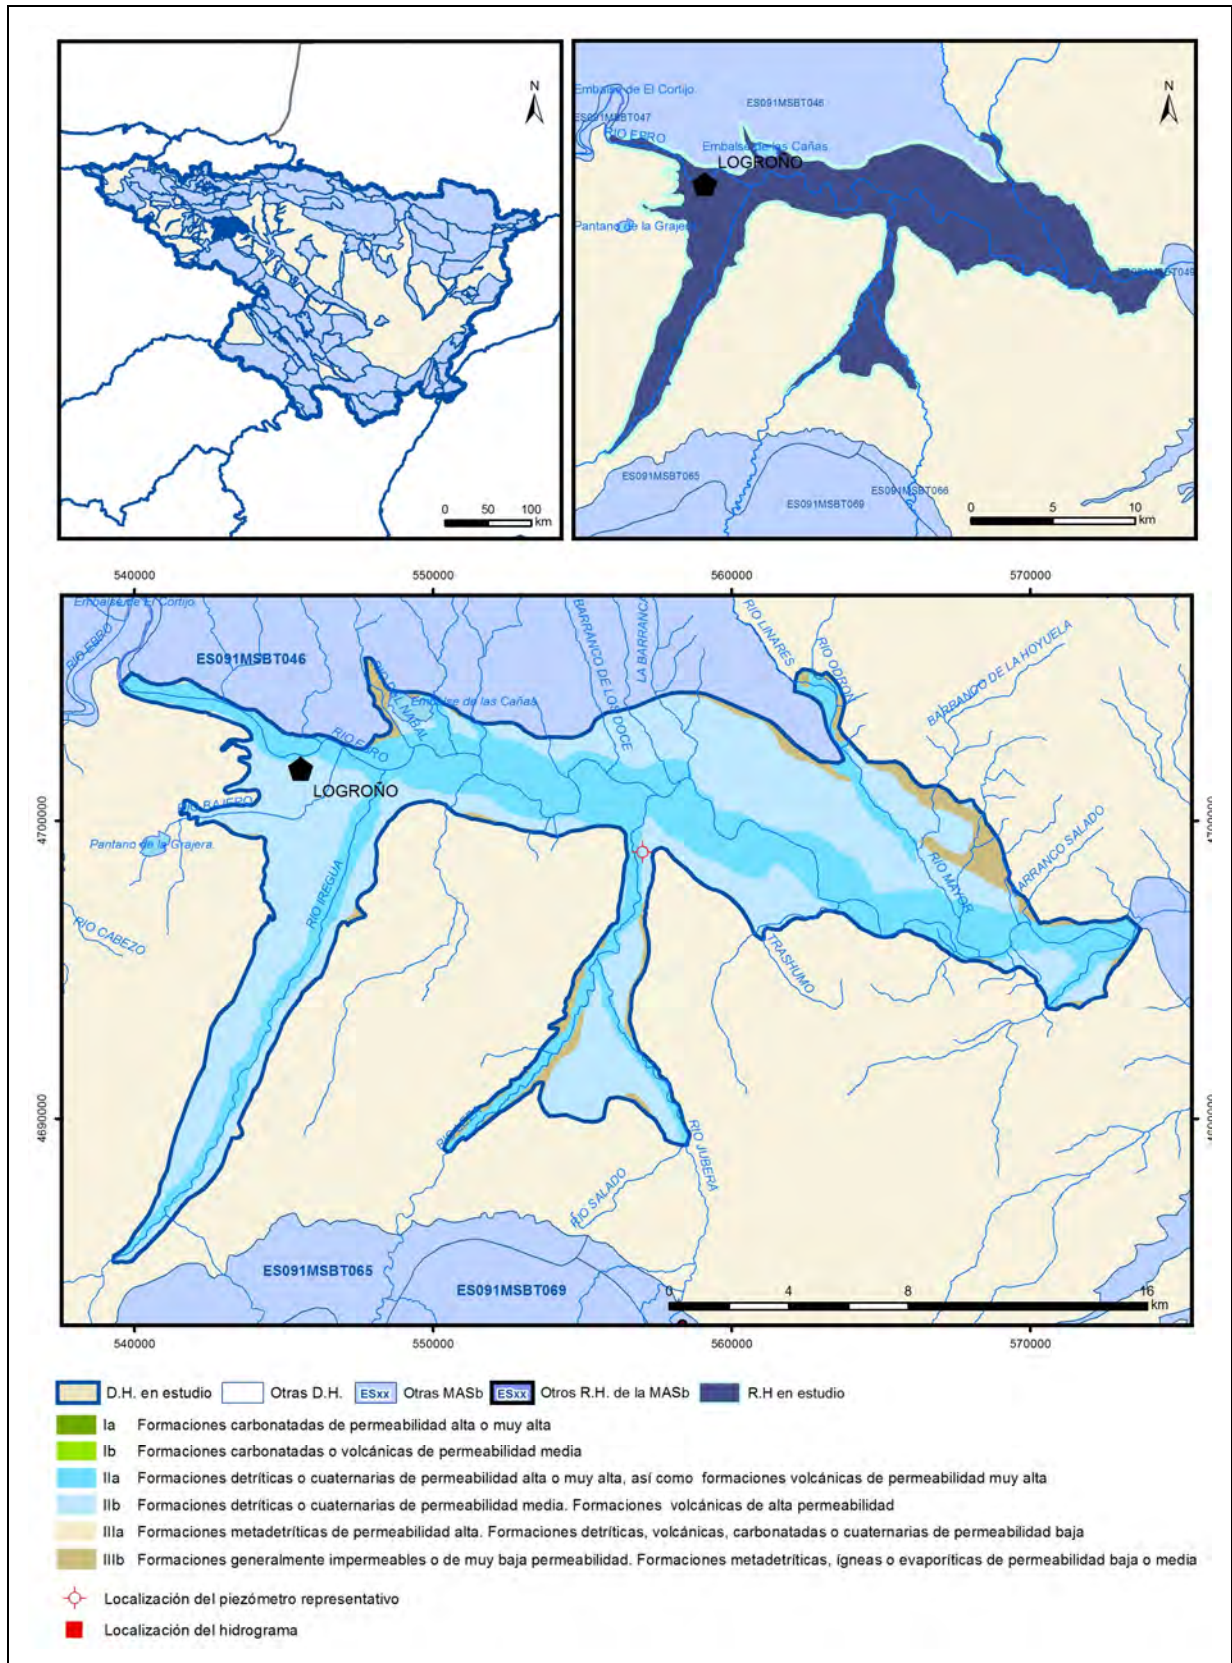 N
0 50 100
km
N
Embalse de El Cortijo
ES091MSBT047
RIO EBRO
ES091MSBT046
Embalse de las Cañas
LOGROÑO
Pantano de la Grajera
ES091MSBT049
ES091MSBT065
ES091MSBT066
ES091MSBT069
0 5 10
km
540000 550000 560000 570000
4700000
4690000
4700000
4690000
Embalse de El Cortijo
RIO EBRO
ES091MSBT046
Embalse de las Cañas
RIO EBRO
LOGROÑO
RIO BAJERO
Pantano de la Grajera
RIO CABEZO
RIO IREGUA
BARRANCO DE LOS DOCE
LA BARRANCA
RIO LINARES
RIO ODRON
BARRANCO DE LA HOYUELA
ARRANCO SALADO
RIO MAYOR
TRASHUMO
RIO JUBERA
RIO SALADO
ES091MSBT065
ES091MSBT069
0 4 8 16
km
540000 550000 560000 570000
D.H. en estudio
Otras D.H.
ESxx Otras MASb
ESxx Otros R.H. de la MASb
R.H en estudio
Ia Formaciones carbonatadas de permeabilidad alta o muy alta
Ib Formaciones carbonatadas o volcánicas de permeabilidad media
IIa Formaciones detríticas o cuaternarias de permeabilidad alta o muy alta, así como formaciones volcánicas de permeabilidad muy alta
IIb Formaciones detríticas o cuaternarias de permeabilidad media. Formaciones volcánicas de alta permeabilidad
IIIa Formaciones metadetríticas de permeabilidad alta. Formaciones detríticas, volcánicas, carbonatadas o cuaternarias de permeabilidad baja
IIIb Formaciones generalmente impermeables o de muy baja permeabilidad. Formaciones metadetríticas, ígneas o evaporíticas de permeabilidad baja o media
Localización del piezómetro representativo
Localización del hidrograma